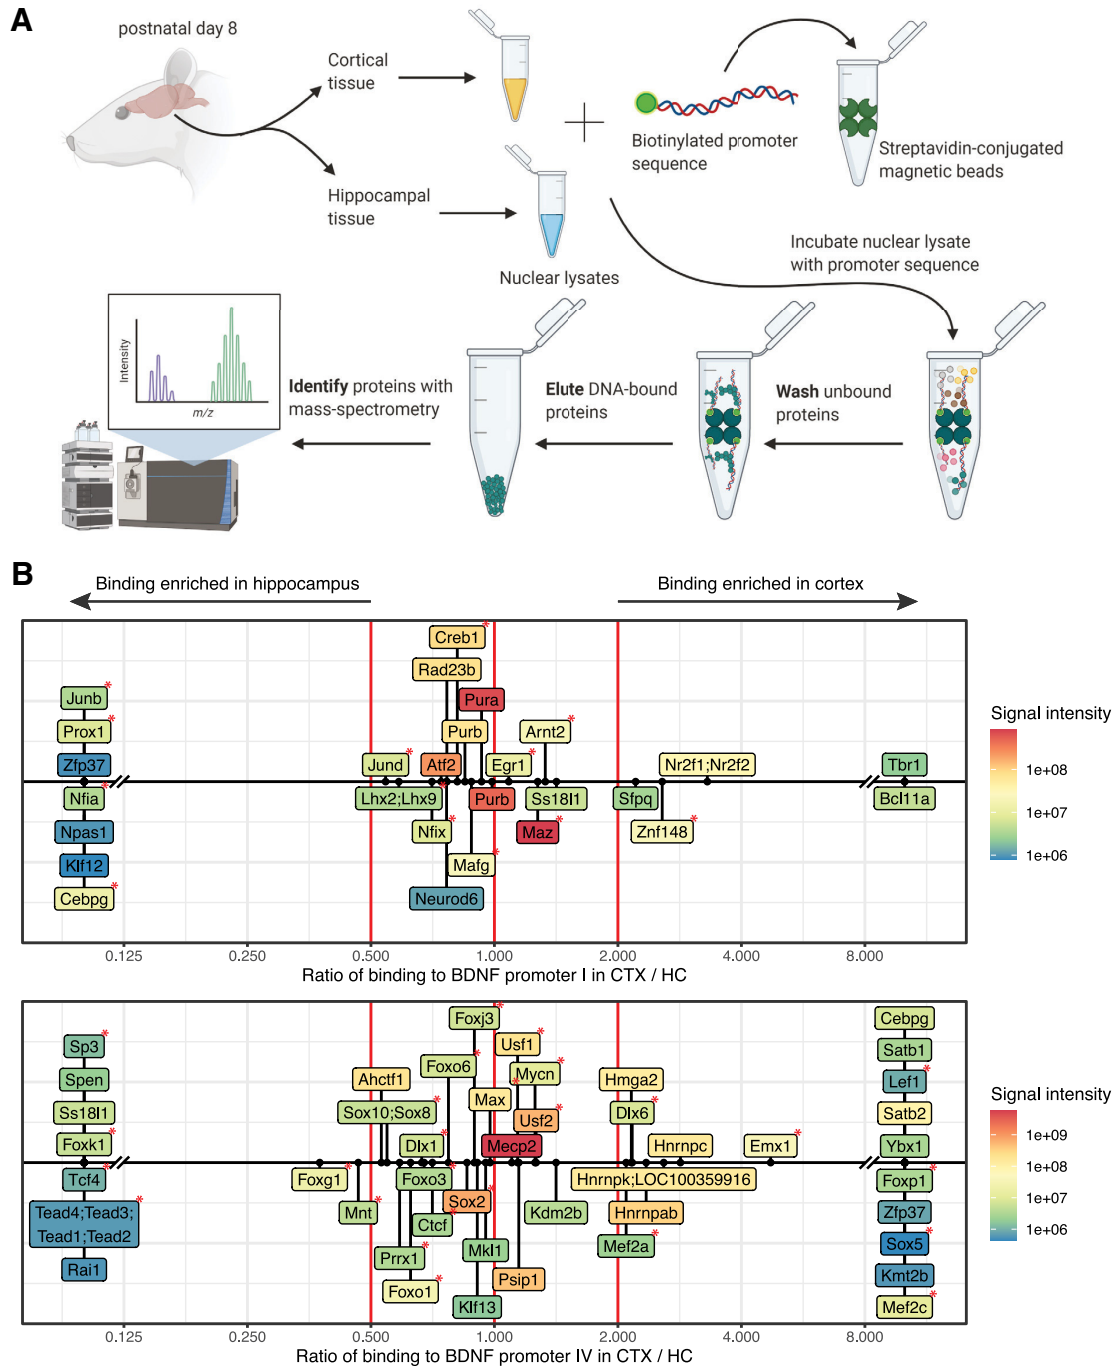 A
postnatal day 8
Cortical
tissue
Hippocampal
tissue
Nuclear lysates
Biotinylated promoter
sequence
Streptavidin-conjugated
magnetic beads
Incubate nuclear lysate
with promoter sequence
Wash unbound
proteins
Elute DNA-bound
proteins
Identify proteins with
mass-spectrometry
Intensity
m/z
B
Binding enriched in hippocampus
Binding enriched in cortex
Creb1*
Rad23b
Junb*
Pura
Prox1*
Purb
Arnt2*
Zfp37
Jund*
Atf2
Egr1*
Nr2f1;Nr2f2
Tbr1
Nfia*
Lhx2;Lhx9
Purb
Ss18l1
Sfpq
Bcl11a
Npas1
Nfix*
Maz*
Znf148*
Klf12
Mafg*
Cebpg*
Neurod6
0.125
0.250
0.500
1.000
2.000
4.000
8.000
Ratio of binding to BDNF promoter I in CTX / HC
Signal intensity
1e+08
1e+07
1e+06
Foxj3*
Cebpg
Sp3*
Usf1*
Satb1
Spen
Ahctf1
Foxo6*
Mycn*
Hmga2
Lef1*
Ss18l1
Sox10;Sox8*
Max*
Usf2*
Dlx6*
Satb2
Foxk1*
Dlx1*
Mecp2
Hnrnpc
Emx1*
Ybx1
Tcf4
Foxg1*
Foxo3*
Hnrnpk;LOC100359916
Foxp1*
Tead4;Tead3;
Tead1;Tead2*
Mnt*
Sox2*
Ctcf*
Kdm2b
Hnrnpab
Zfp37
Rai1
Prrx1*
Mkl1
Mef2a*
Sox5*
Foxo1*
Psip1
Kmt2b
Klf13
Mef2c*
0.125
0.250
0.500
1.000
2.000
4.000
8.000
Ratio of binding to BDNF promoter IV in CTX / HC
Signal intensity
1e+09
1e+08
1e+07
1e+06